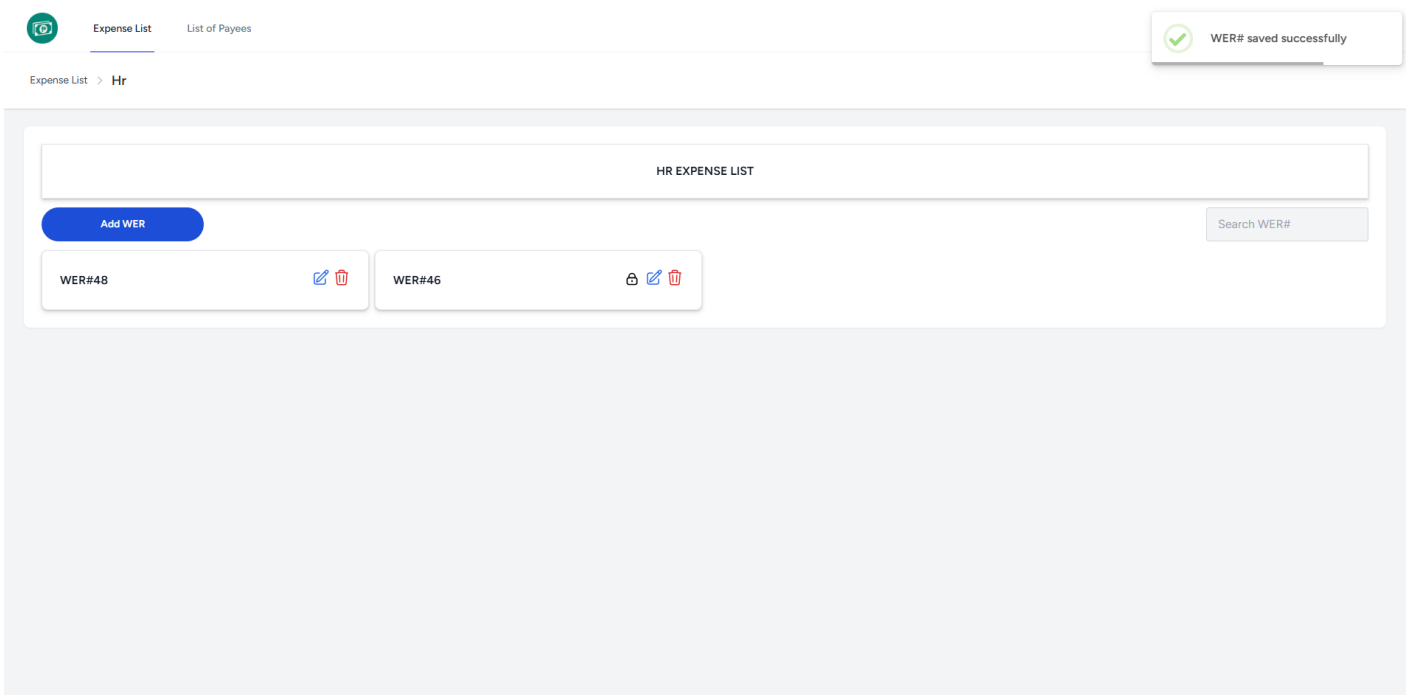 Expense List
List of Payees
WER# saved successfully
Expense List > Hr
HR EXPENSE LIST
Add WER
Search WER#
WER#48
WER#46